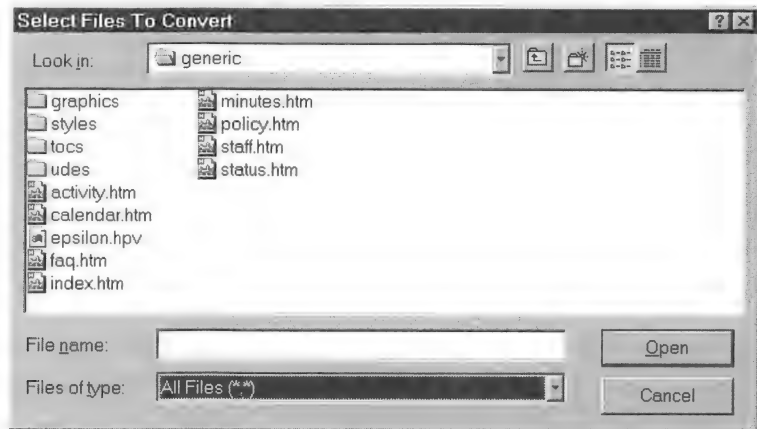 Select Files To Convert
Look in: generic
graphics
styles
tocs
udes
activity.htm
calendar.htm
epsilon.hpv
faq.htm
index.htm
minutes.htm
policy.htm
staff.htm
status.htm
File name:
Open
Files of type: All Files (*.*)
Cancel